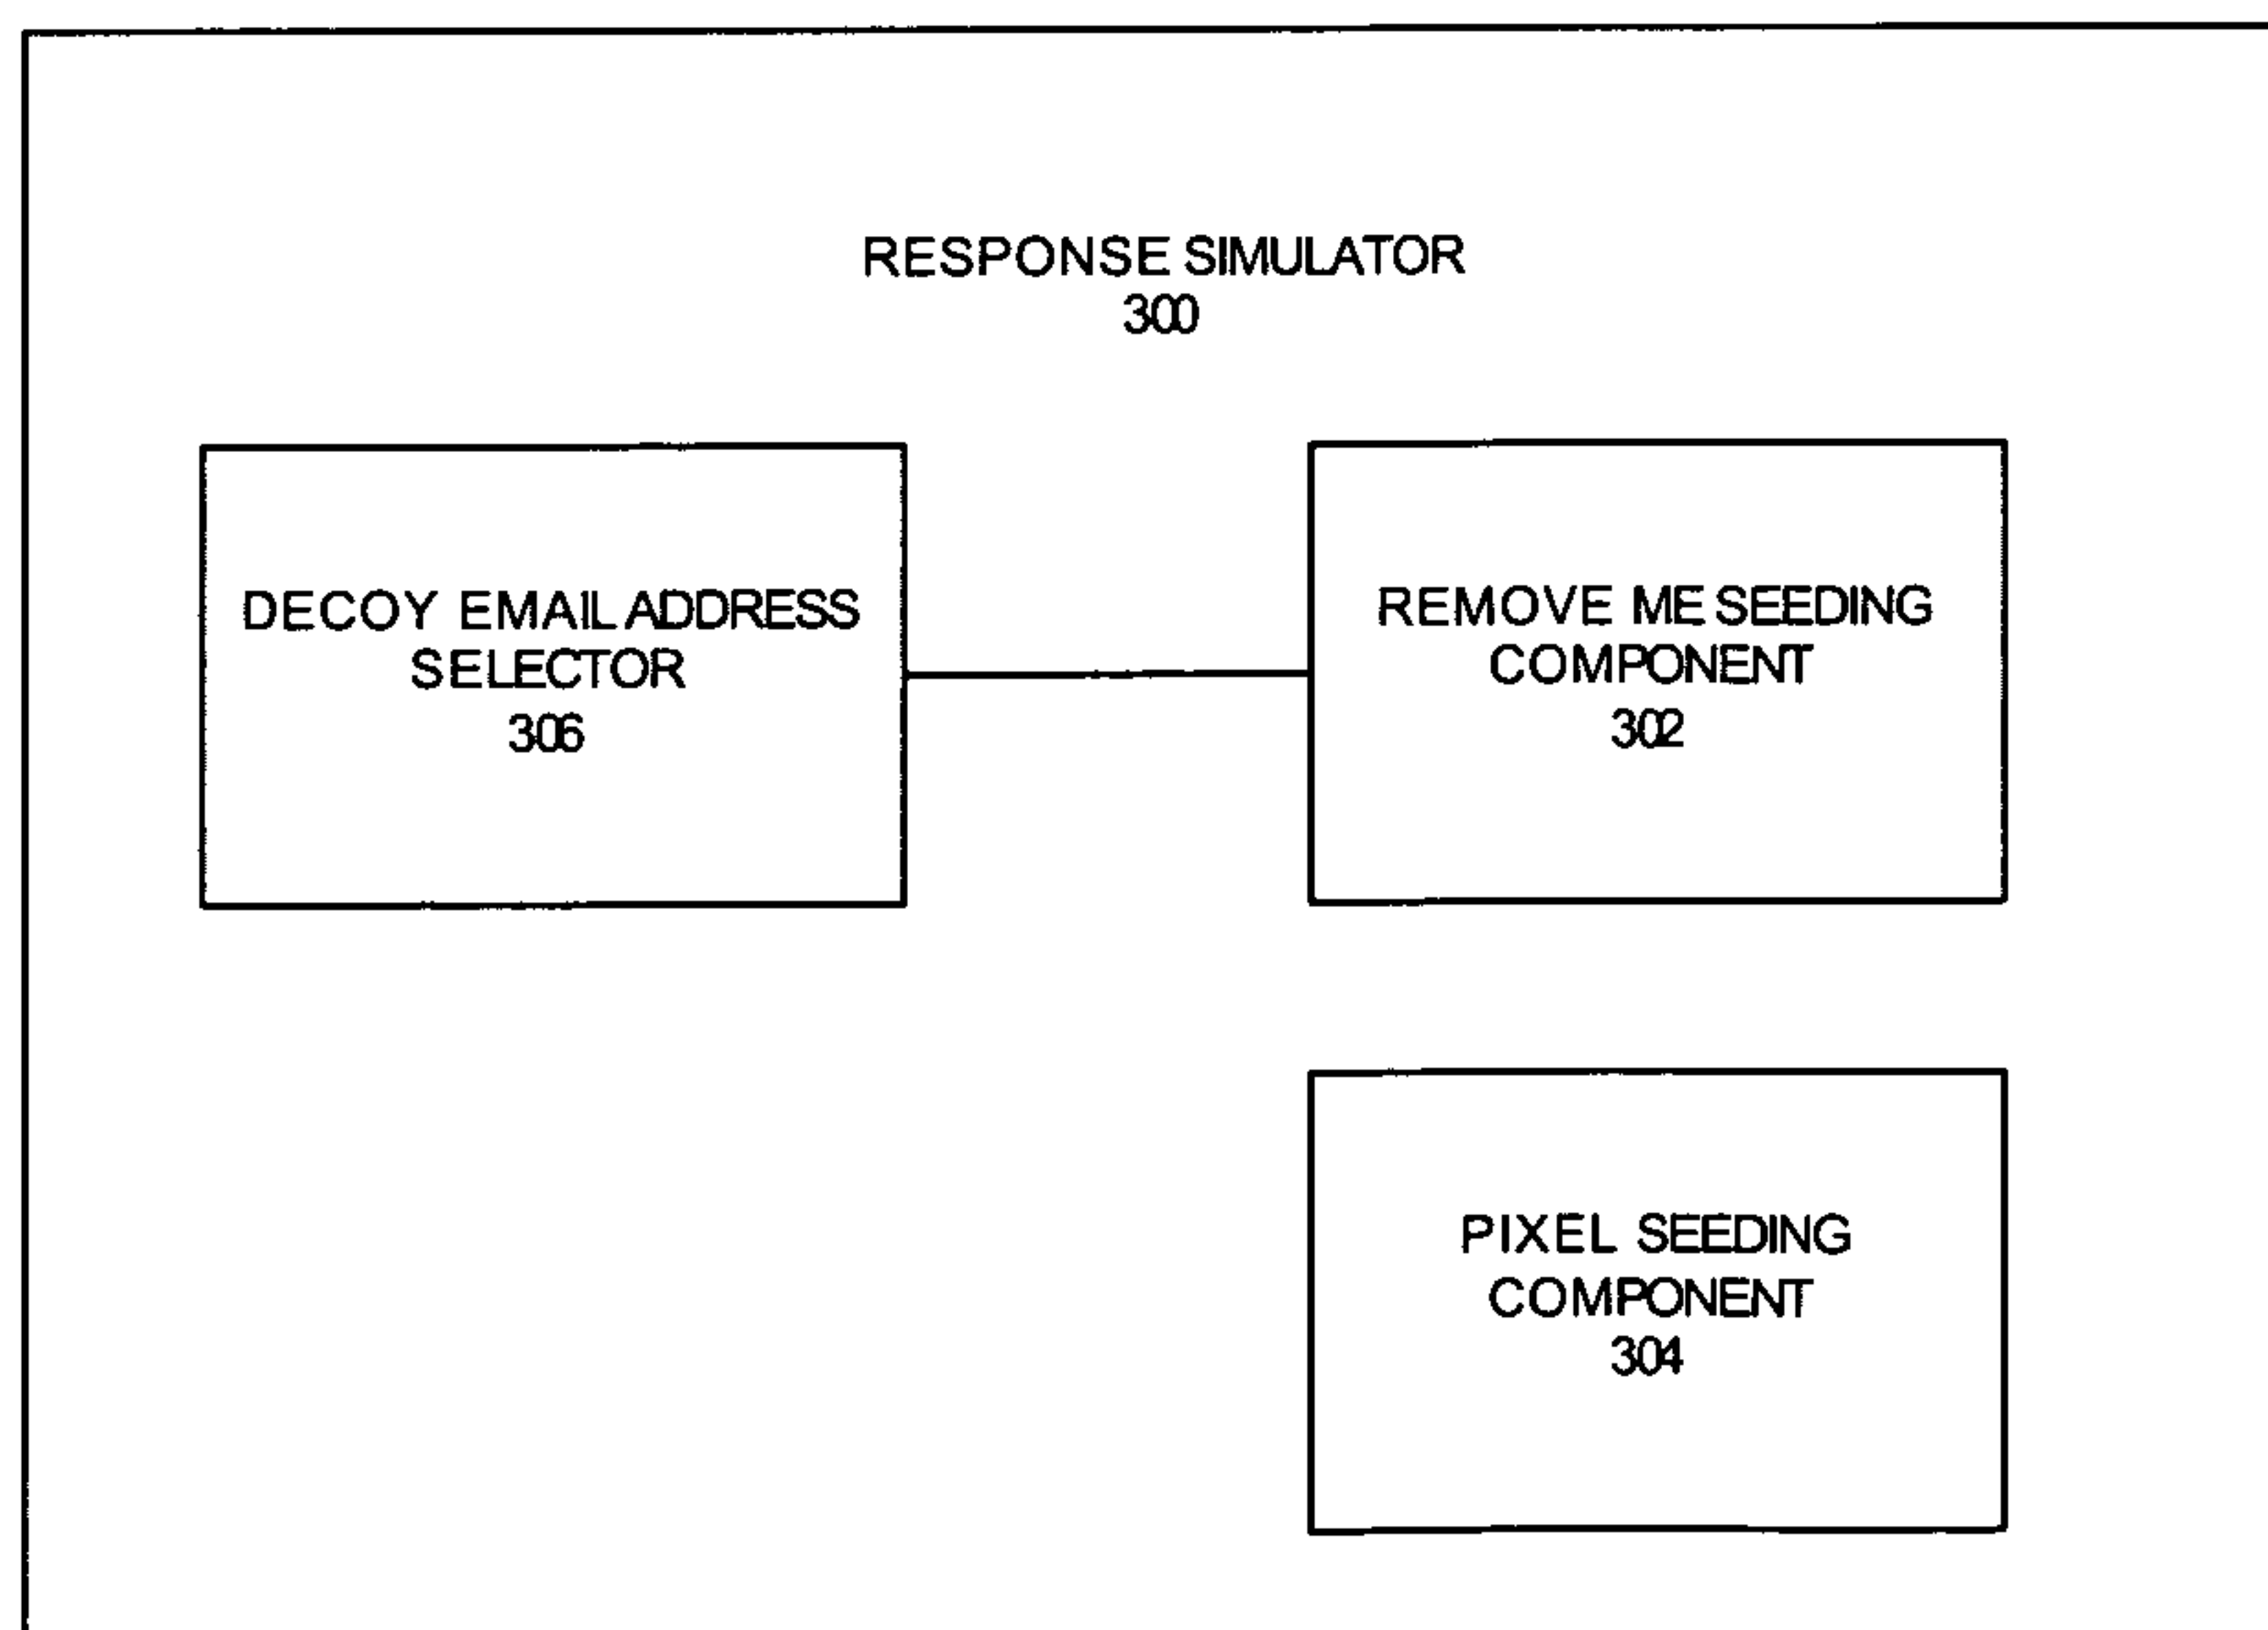 RESPONSE SIMULATOR
300
DECOY EMAIL ADDRESS
SELECTOR
306
REMOVE ME SEEDING
COMPONENT
302
PIXEL SEEDING
COMPONENT
304